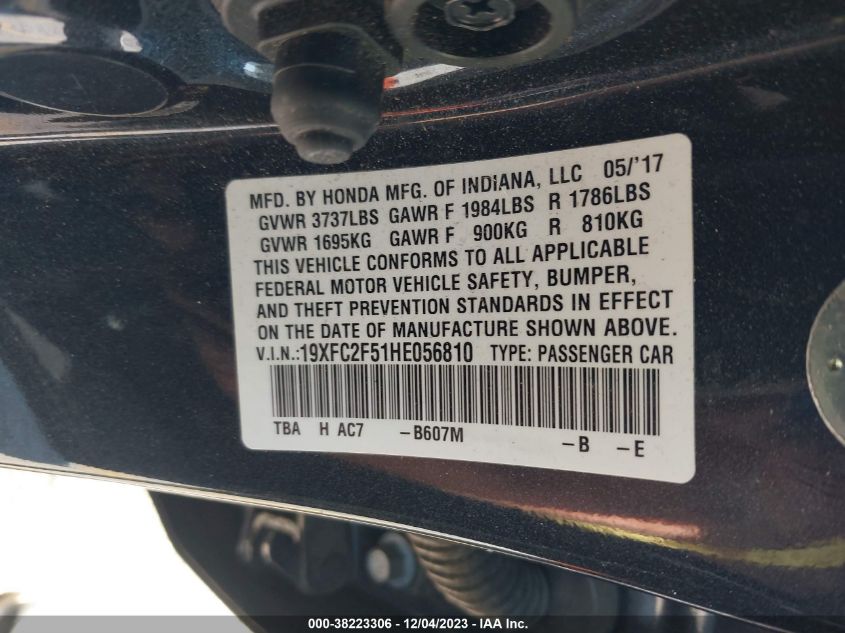 MFD. BY HONDA MFG. OF INDIANA, LLC 05/'17
GVWR 3737LBS GAWR F 1984LBS R 1786LBS
GVWR 1695KG GAWR F 900KG R 810KG
THIS VEHICLE CONFORMS TO ALL APPLICABLE
FEDERAL MOTOR VEHICLE SAFETY, BUMPER,
AND THEFT PREVENTION STANDARDS IN EFFECT
ON THE DATE OF MANUFACTURE SHOWN ABOVE.
V.I.N.:19XFC2F51HE056810 TYPE: PASSENGER CAR
TBA H AC7 -B607M -B -E
000-38223306 - 12/04/2023 - IAA Inc.